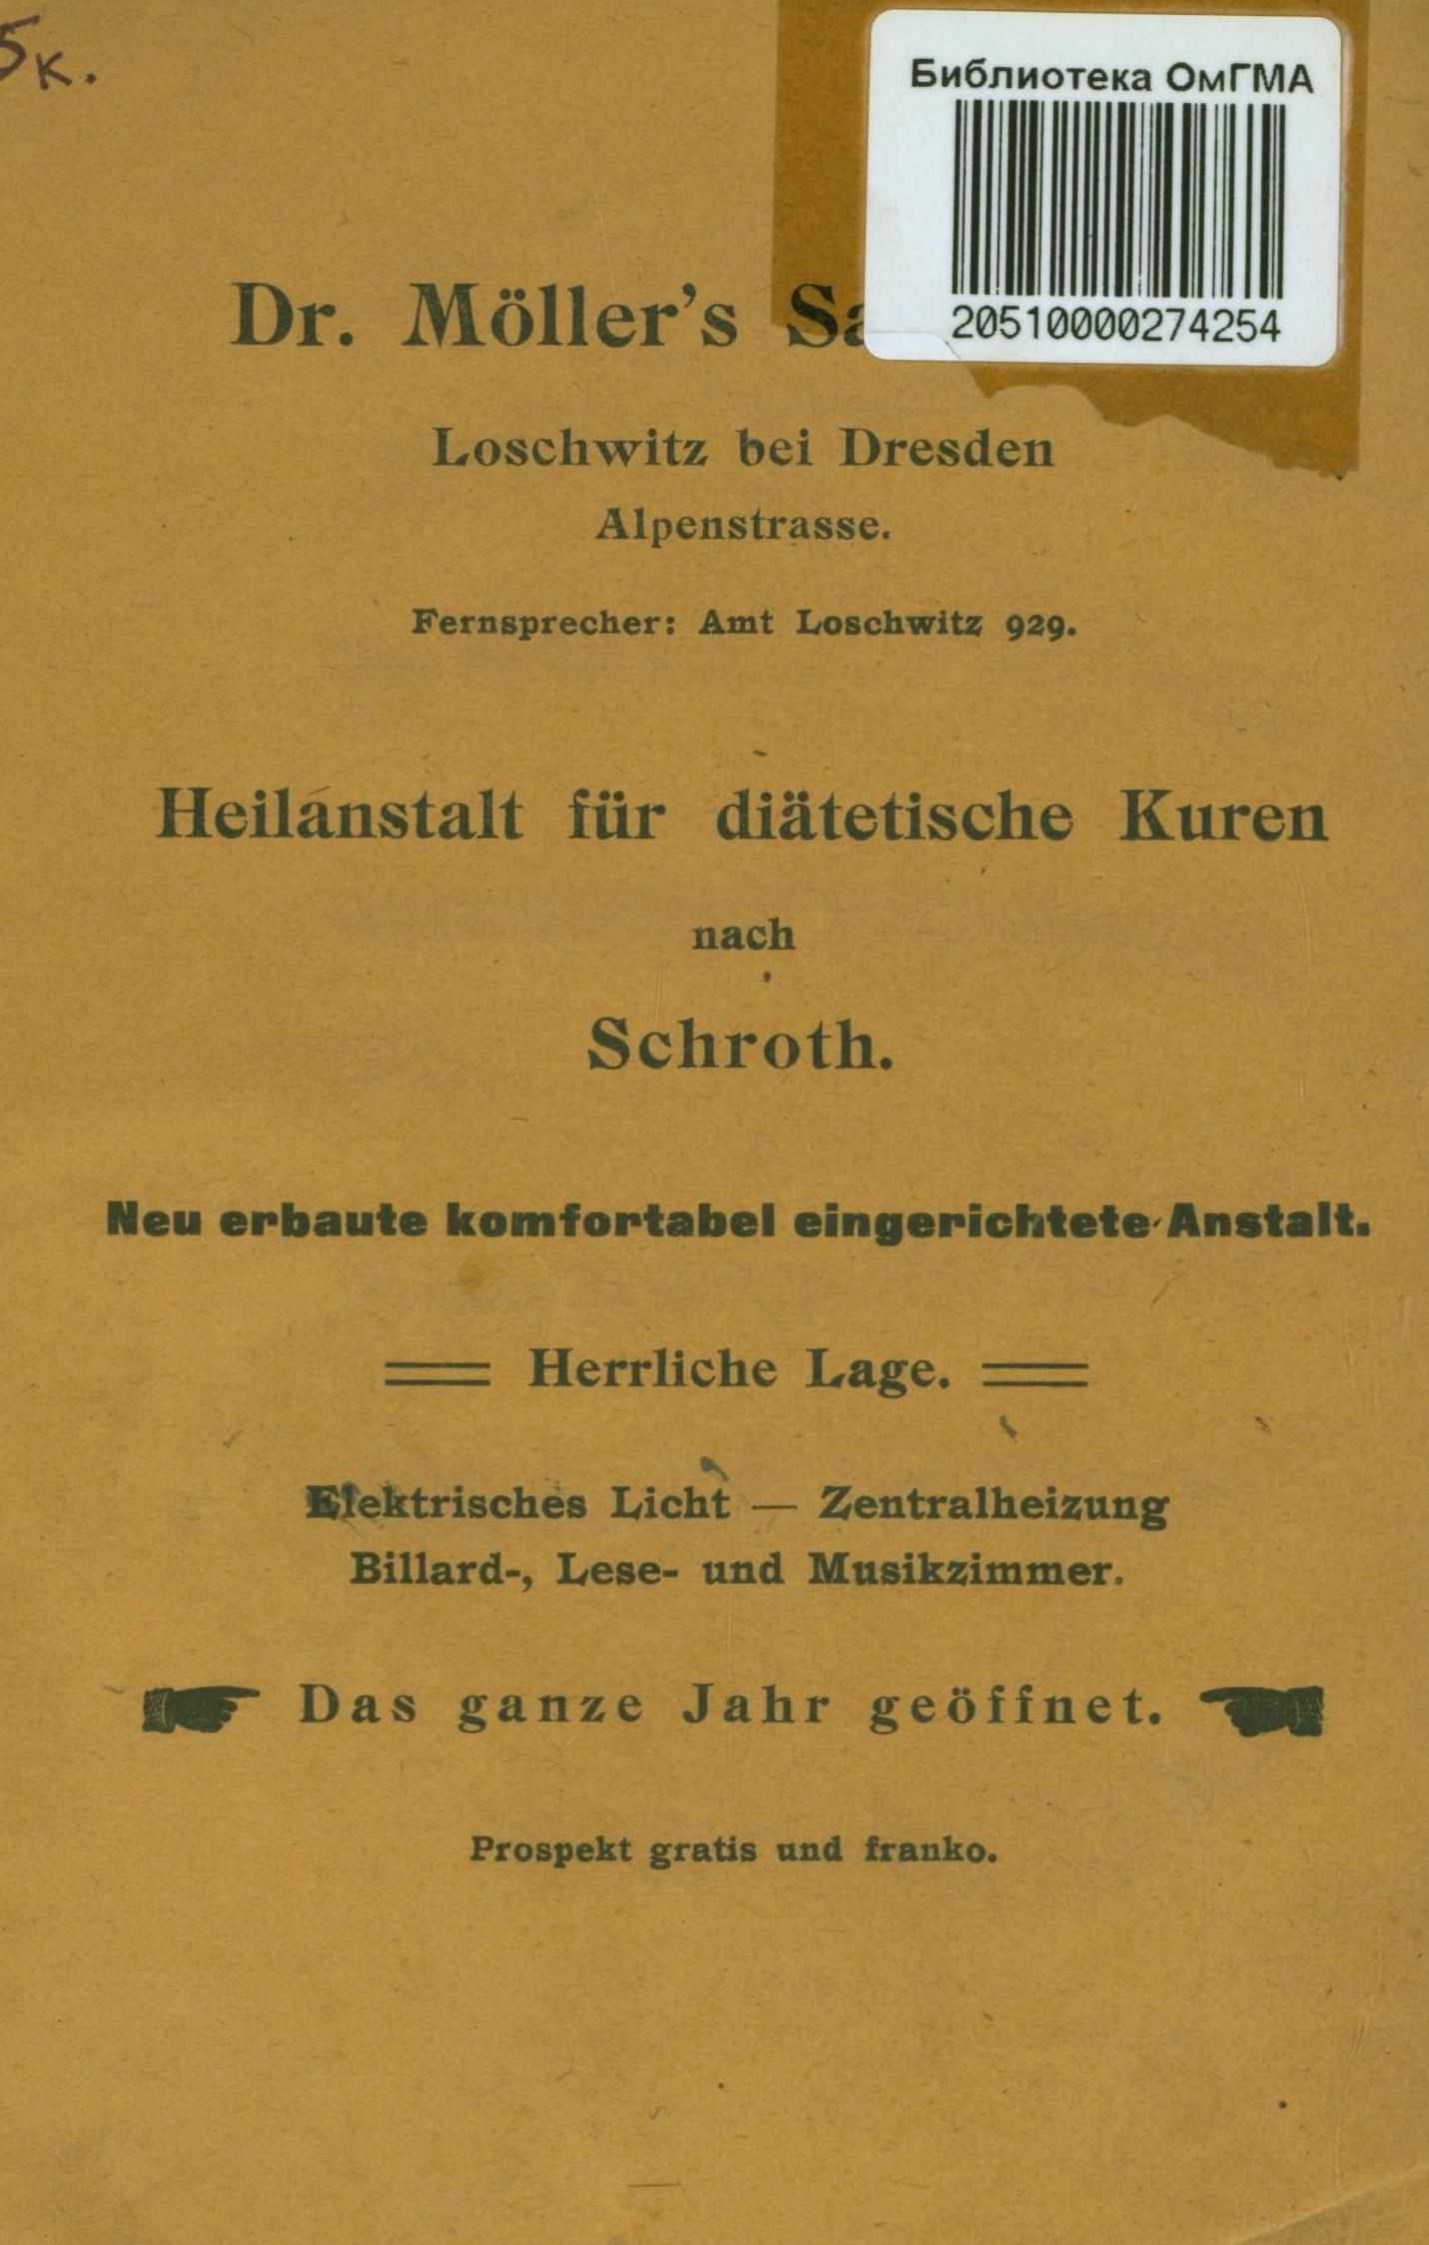 5к.
Библиотека ОмГМА
20510000274254
Dr. Möller's
Loschwitz bei Dresden
Alpenstrasse.
Fernsprecher: Amt Loschwitz 929.
Heilanstalt für diätetische Kuren
nach
Schroth.
Neu erbaute komfortabel eingerichtete Anstalt.
Herrliche Lage.
Elektrisches Licht — Zentralheizung
Billard-, Lese- und Musikzimmer.
Das ganze Jahr geöffnet.
Prospekt gratis und franko.